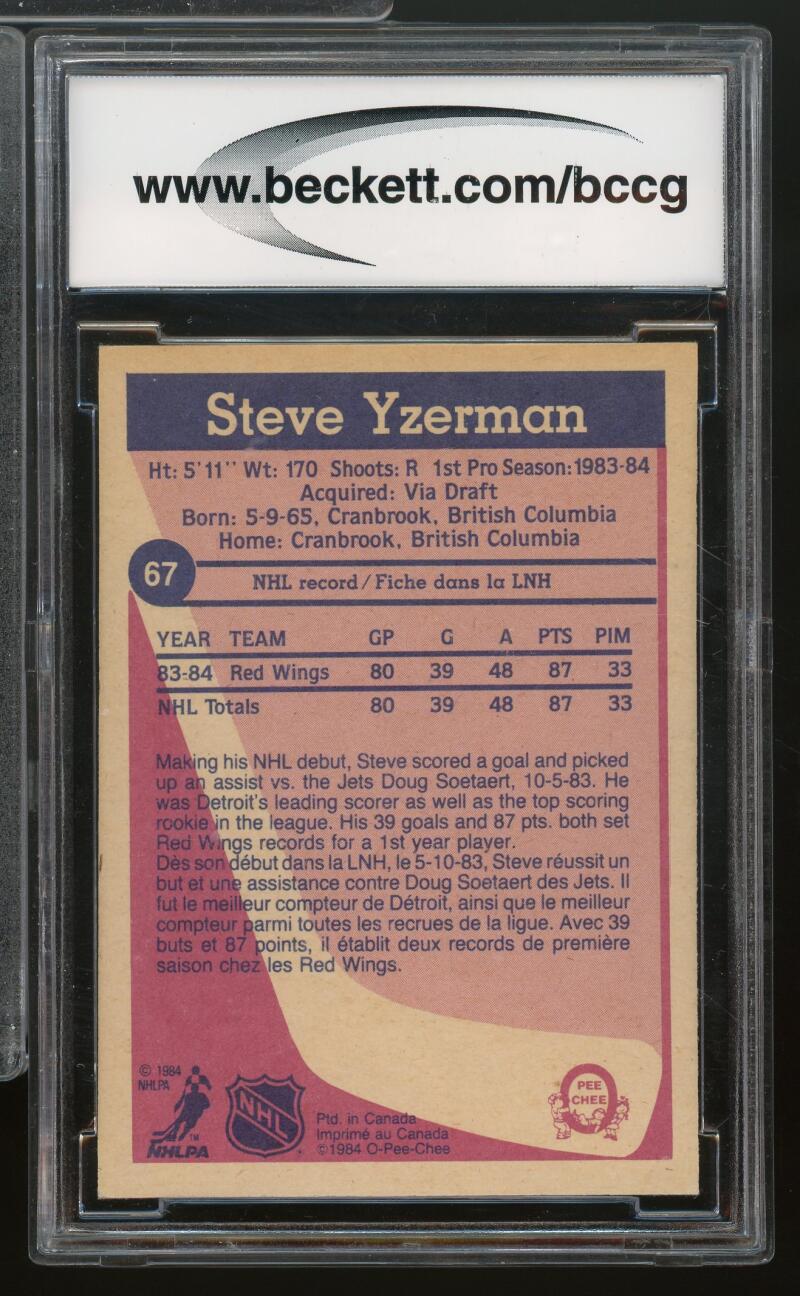 www.beckett.com/bccg
Steve Yzerman
Ht: 5'11" Wt: 170 Shoots: R 1st Pro Season: 1983-84
Acquired: Via Draft
Born: 5-9-65, Cranbrook, British Columbia
Home: Cranbrook, British Columbia
67
NHL record / Fiche dans la LNH
YEAR TEAM GP G A PTS PIM
83-84 Red Wings 80 39 48 87 33
NHL Totals 80 39 48 87 33
Making his NHL debut, Steve scored a goal and picked
up an assist vs. the Jets Doug Soetaert, 10-5-83. He
was Detroit's leading scorer as well as the top scoring
rookie in the league. His 39 goals and 87 pts. both set
Red Wings records for a 1st year player.
Dès son début dans la LNH, le 5-10-83, Steve réussit un
but et une assistance contre Doug Soetaert des Jets. Il
fut le meilleur compteur de Détroit, ainsi que le meilleur
compteur parmi toutes les recrues de la ligue. Avec 39
buts et 87 points, il établit deux records de première
saison chez les Red Wings.
© 1984
NHLPA
TM
NHLPA
NHL
Ptd. in Canada
Imprimé au Canada
©1984 O-Pee-Chee
O
PEE
CHEE